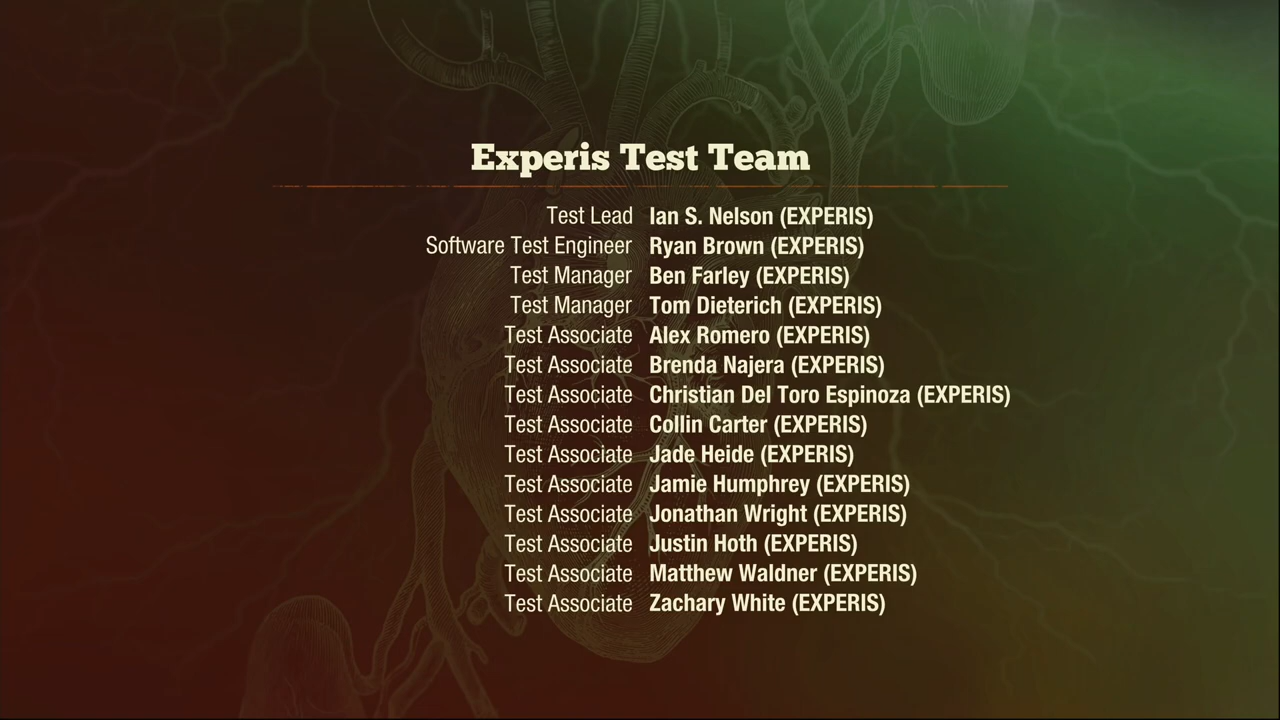 Experis Test Team
Test Lead Ian S. Nelson (EXPERIS)
Software Test Engineer Ryan Brown (EXPERIS)
Test Manager Ben Farley (EXPERIS)
Test Manager Tom Dieterich (EXPERIS)
Test Associate Alex Romero (EXPERIS)
Test Associate Brenda Najera (EXPERIS)
Test Associate Christian Del Toro Espinoza (EXPERIS)
Test Associate Collin Carter (EXPERIS)
Test Associate Jade Heide (EXPERIS)
Test Associate Jamie Humphrey (EXPERIS)
Test Associate Jonathan Wright (EXPERIS)
Test Associate Justin Hoth (EXPERIS)
Test Associate Matthew Waldner (EXPERIS)
Test Associate Zachary White (EXPERIS)